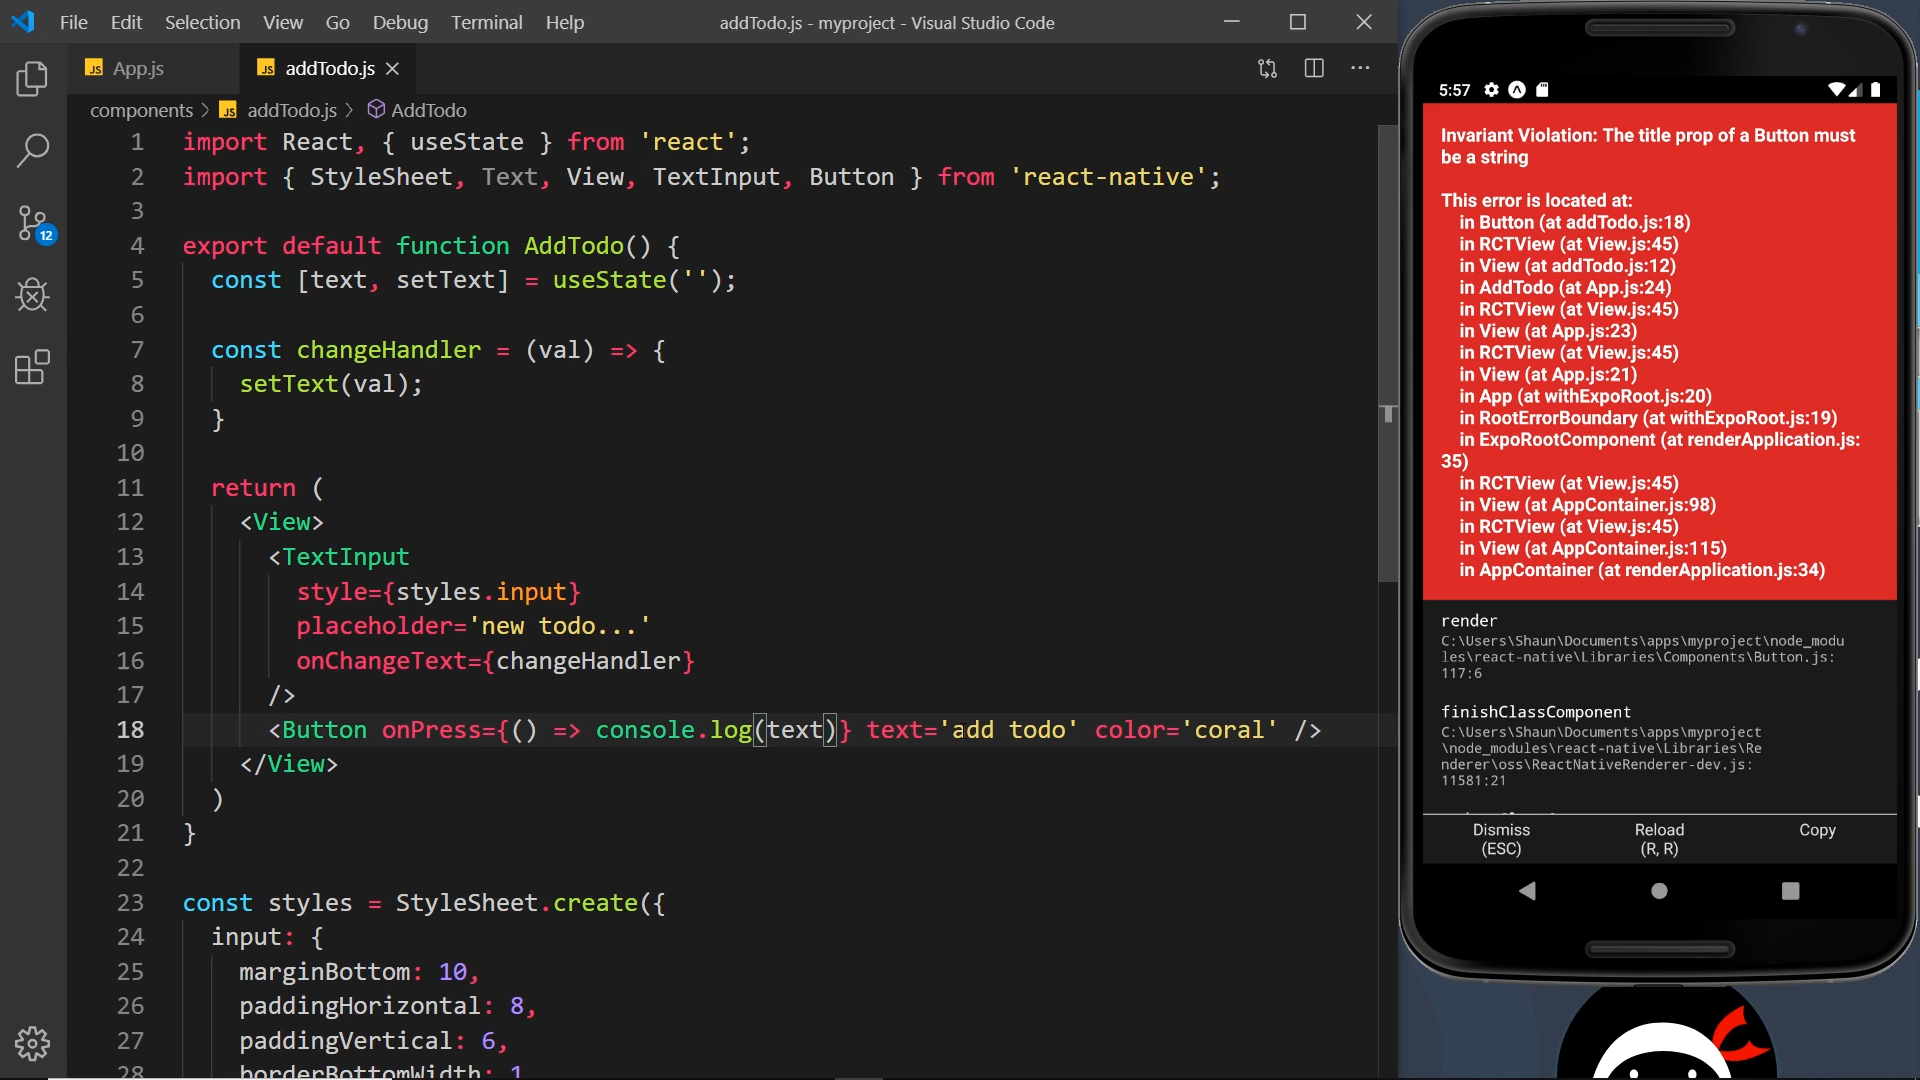 File Edit Selection View Go Debug Terminal Help
addTodo.js - myproject - Visual Studio Code
JS App.js
JS addTodo.js
components > JS addTodo.js > AddTodo
12
1 import React, { useState } from 'react';
2 import { StyleSheet, Text, View, TextInput, Button } from 'react-native';
3
4 export default function AddTodo() {
5 const [text, setText] = useState('');
6
7 const changeHandler = (val) => {
8 setText(val);
9 }
10
11 return (
12 <View>
13 <TextInput
14 style={styles.input}
15 placeholder='new todo...'
16 onChangeText={changeHandler}
17 />
18 <Button onPress={() => console.log(text)} text='add todo' color='coral' />
19 </View>
20 )
21 }
22
23 const styles = StyleSheet.create({
24 input: {
25 marginBottom: 10,
26 paddingHorizontal: 8,
27 paddingVertical: 6,
28 borderBottomWidth: 1
5:57
Invariant Violation: The title prop of a Button must
be a string
This error is located at:
in Button (at addTodo.js:18)
in RCTView (at View.js:45)
in View (at addTodo.js:12)
in AddTodo (at App.js:24)
in RCTView (at View.js:45)
in View (at App.js:23)
in RCTView (at View.js:45)
in View (at App.js:21)
in App (at withExpoRoot.js:20)
in RootErrorBoundary (at withExpoRoot.js:19)
in ExpoRootComponent (at renderApplication.js:
35)
in RCTView (at View.js:45)
in View (at AppContainer.js:98)
in RCTView (at View.js:45)
in View (at AppContainer.js:115)
in AppContainer (at renderApplication.js:34)
render
C:\Users\Shaun\Documents\apps\myproject\node_modu
les\react-native\Libraries\Components\Button.js:
117:6
finishClassComponent
C:\Users\Shaun\Documents\apps\myproject
\node_modules\react-native\Libraries\Re
nderer\oss\ReactNativeRenderer-dev.js:
11581:21
Dismiss
(ESC)
Reload
(R, R)
Copy